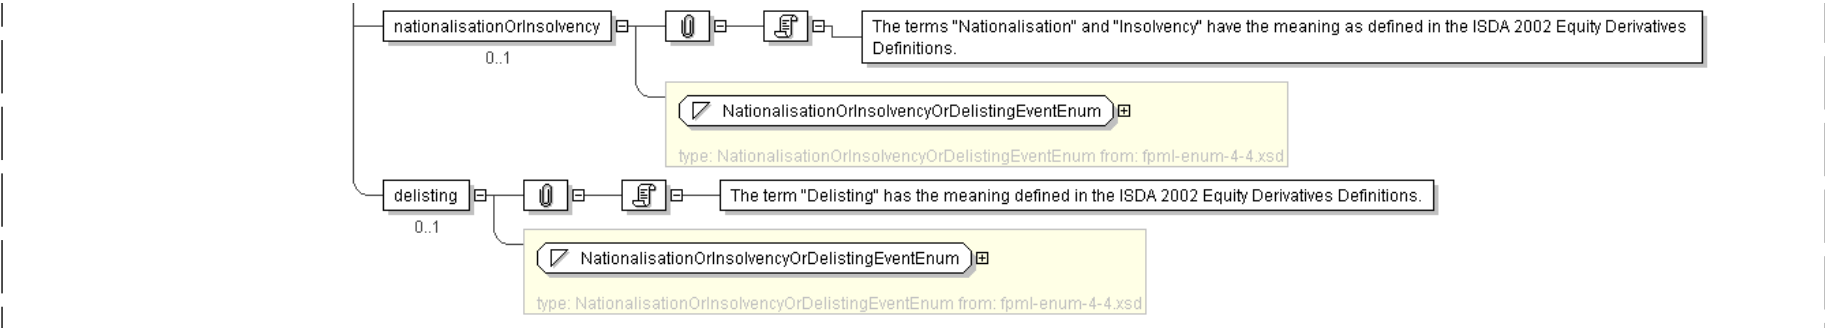 nationalisationOrInsolvency
The terms "Nationalisation" and "Insolvency" have the meaning as defined in the ISDA 2002 Equity Derivatives
Definitions.
0..1
NationalisationOrInsolvencyOrDelistingEventEnum
type: NationalisationOrInsolvencyOrDelistingEventEnum from: fpml-enum-4-4.xsd
delisting
The term "Delisting" has the meaning defined in the ISDA 2002 Equity Derivatives Definitions.
0..1
NationalisationOrInsolvencyOrDelistingEventEnum
type: NationalisationOrInsolvencyOrDelistingEventEnum from: fpml-enum-4-4.xsd